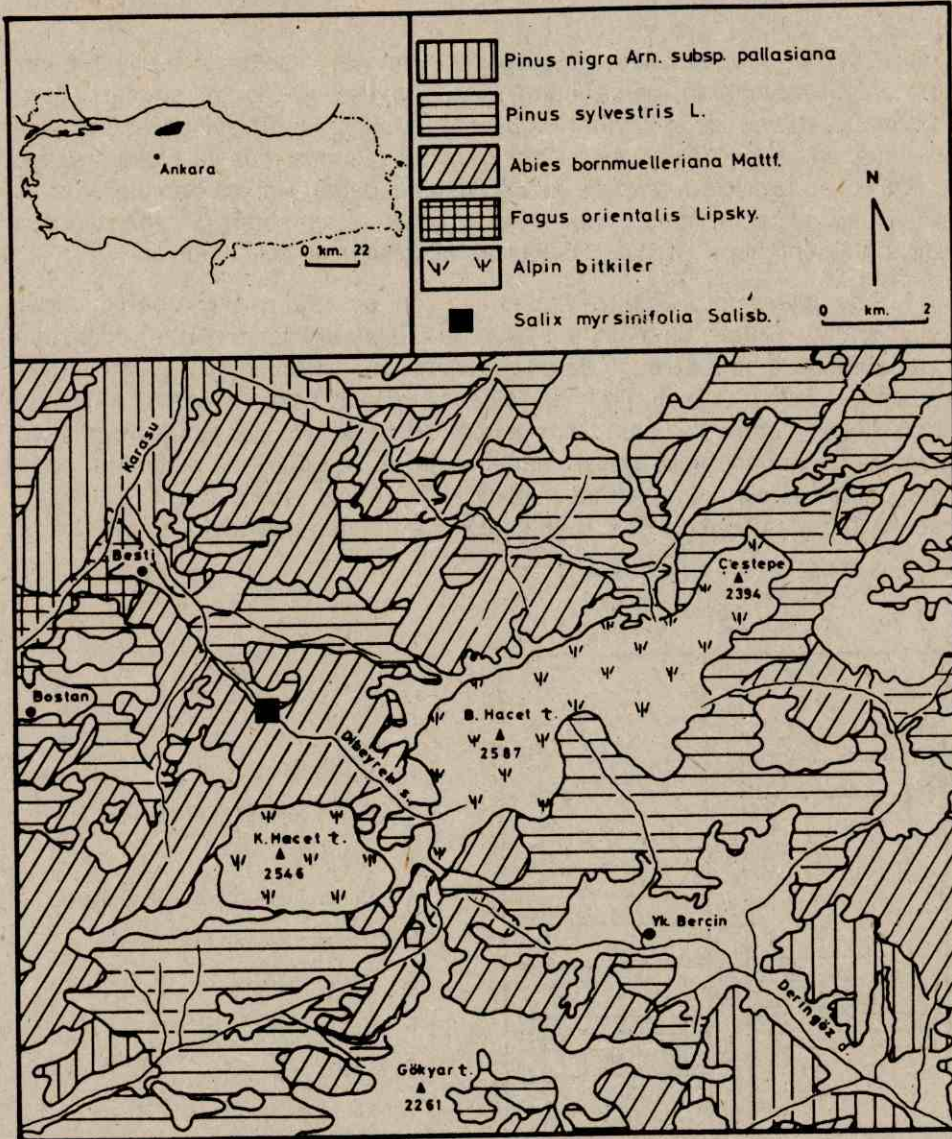 Ankara
0 km. 22
Pinus nigra Arn. subsp. pallasiana
Pinus sylvestris L.
Abies bornmuelleriana Mattf.
Fagus orientalis Lipsky.
Alpin bitkiler
Salix myrsinifolia Salisb.
N
0 km. 2
Karasu
Besti
Çestepe
2394
Bostan
B. Hacet t.
2587
Dibeyrek s.
K. Hacet t.
2546
Yk. Berçin
Deringöz d.
Gökyar t.
2261